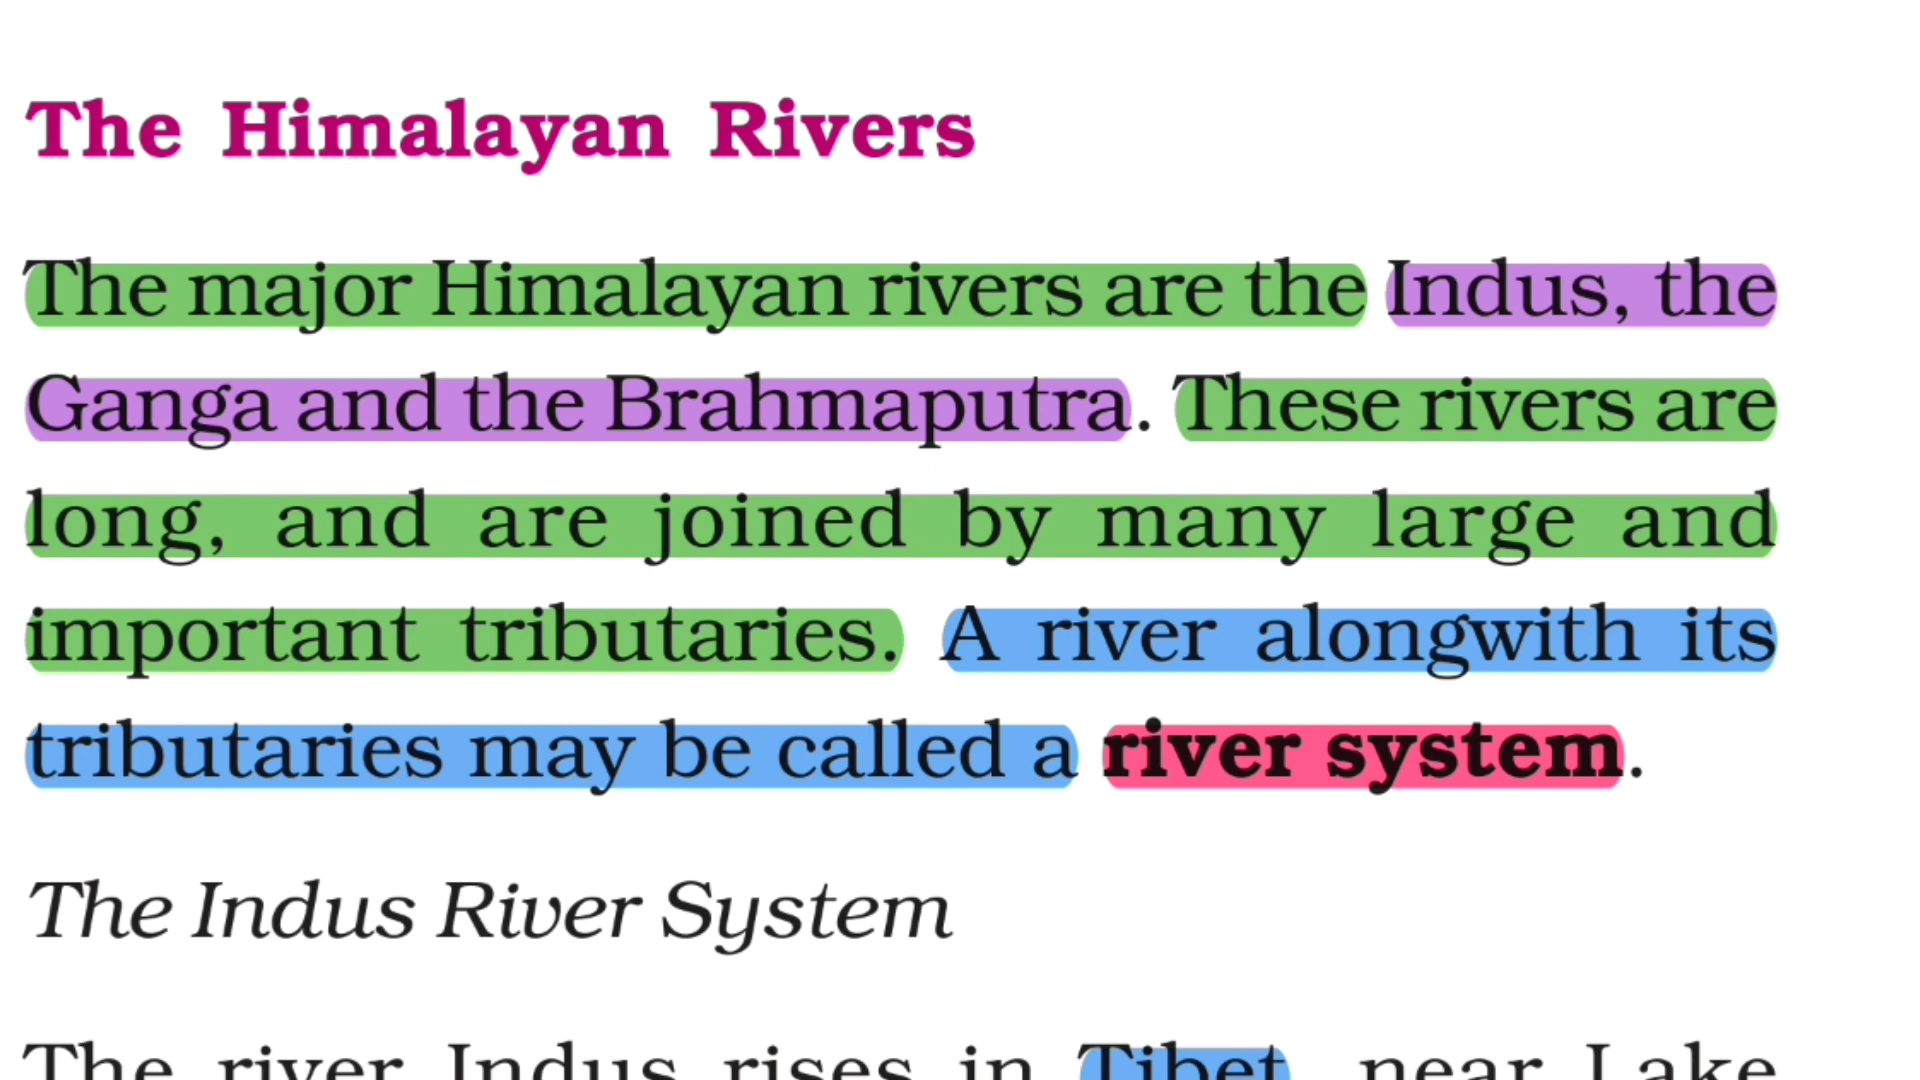 The Himalayan Rivers
The major Himalayan rivers are the Indus, the
Ganga and the Brahmaputra. These rivers are
long, and are joined by many large and
important tributaries. A river alongwith its
tributaries may be called a river system.
The Indus River System
The river Indus rises in Tibet, near Lake